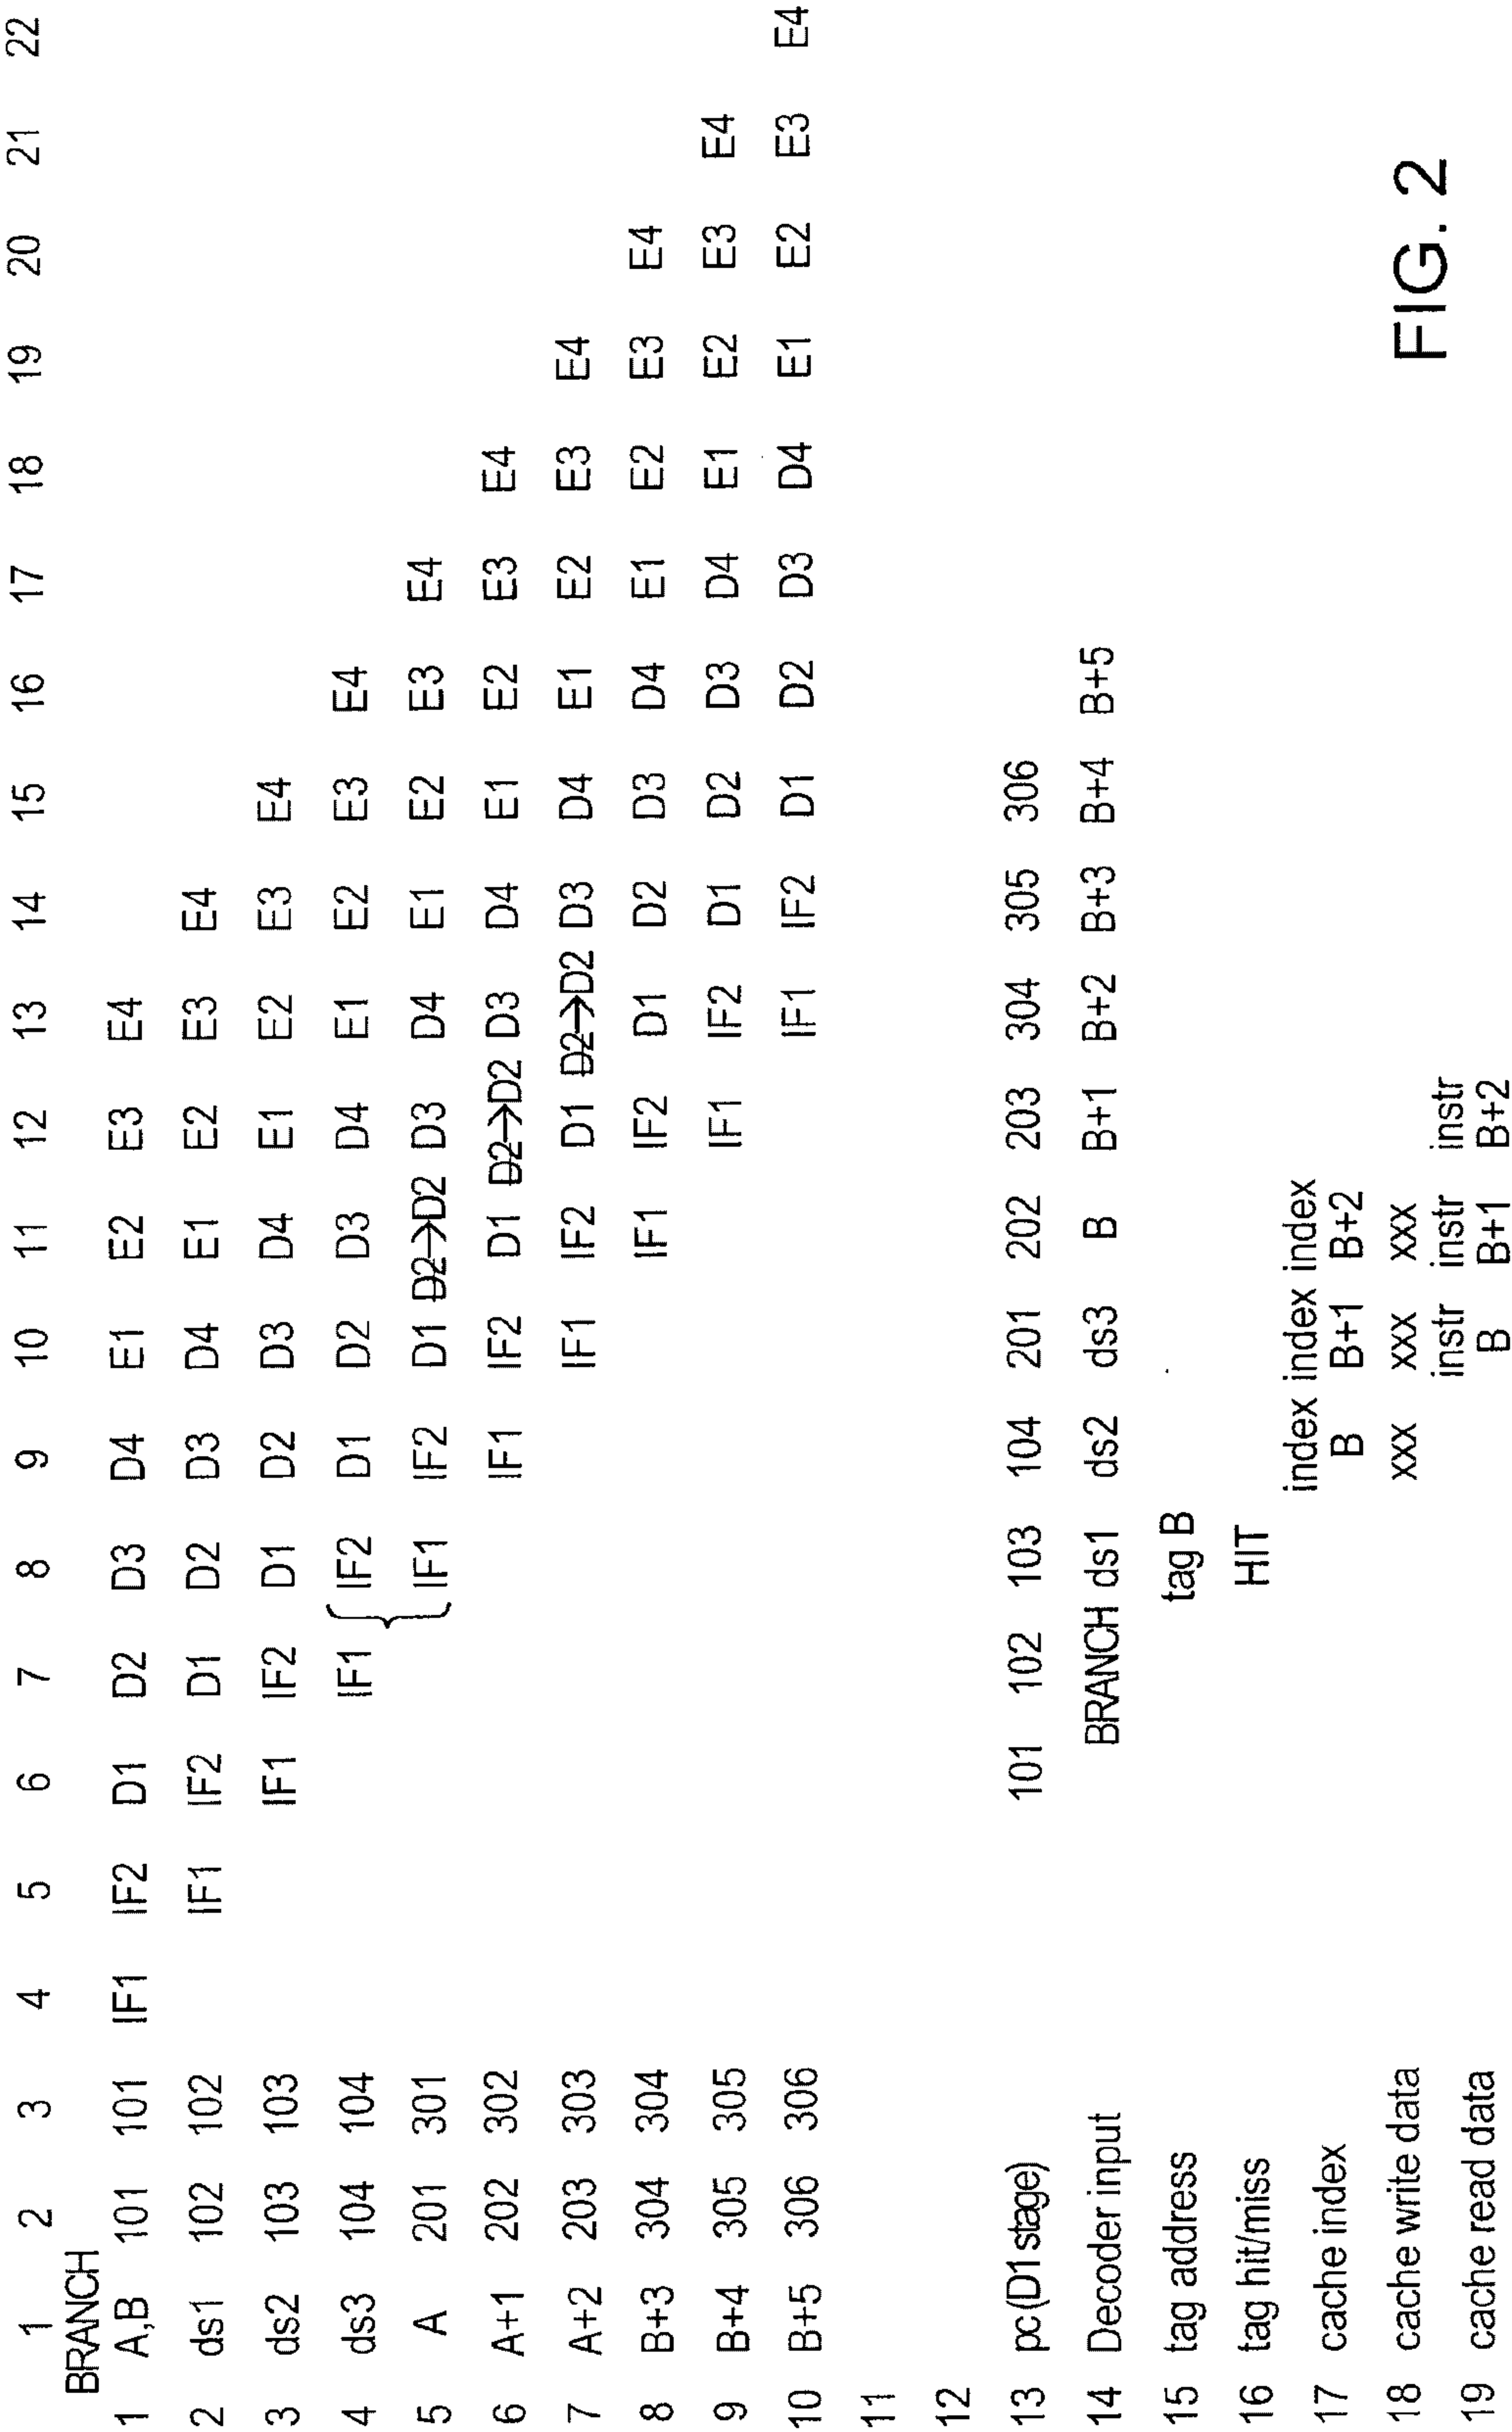 1 2 3 4 5 6 7 8 9 10 11 12 13 14 15 16 17 18 19 20 21 22
BRANCH
1 A,B 101 101 IF1 IF2 D1 D2 D3 D4 E1 E2 E3 E4
2 ds1 102 102 IF1 IF2 D1 D2 D3 D4 E1 E2 E3 E4
3 ds2 103 103 IF1 IF2 D1 D2 D3 D4 E1 E2 E3 E4
4 ds3 104 104 IF1 IF2 D1 D2 D3 D4 E1 E2 E3 E4
5 A 201 301 IF1 IF2 D1 D2→D2 D3 D4 E1 E2 E3 E4
6 A+1 202 302 IF1 IF2 D1 D2→D2 D3 D4 E1 E2 E3 E4
7 A+2 203 303 IF1 IF2 D1 D2→D2 D3 D4 E1 E2 E3 E4
8 B+3 304 304 IF1 IF2 D1 D2 D3 D4 E1 E2 E3 E4
9 B+4 305 305 IF1 IF2 D1 D2 D3 D4 E1 E2 E3 E4
10 B+5 306 306 IF1 IF2 D1 D2 D3 D4 E1 E2 E3 E4
11
12
13 pc(D1 stage) 101 102 103 104 201 202 203 304 305 306
14 Decoder input BRANCH ds1 ds2 ds3 B B+1 B+2 B+3 B+4 B+5
15 tag address tag B
16 tag hit/miss HIT
17 cache index index index index
B B+1 B+2
18 cache write data xxx xxx xxx
19 cache read data instr instr instr
B B+1 B+2
FIG. 2